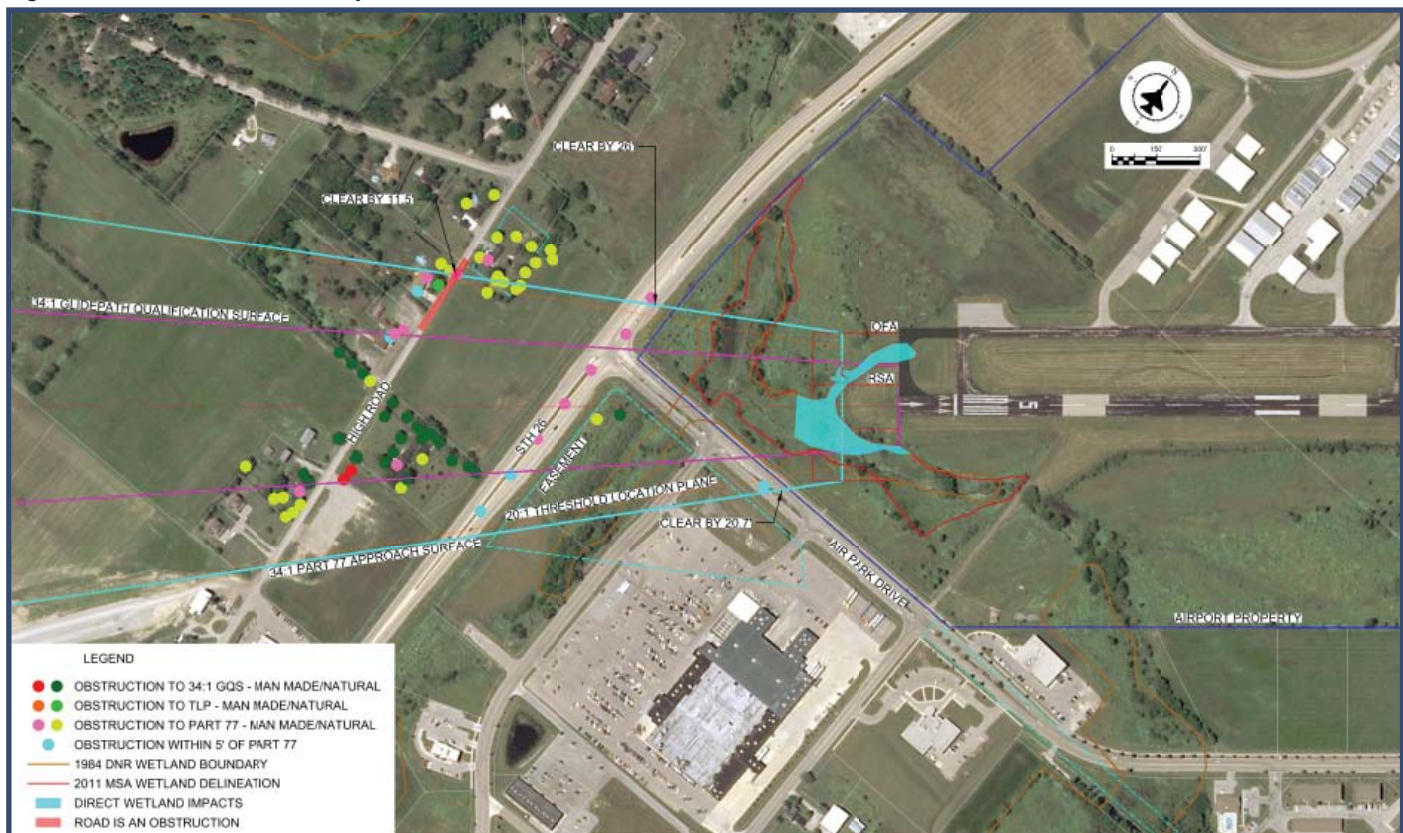 CLEAR BY 26'
0 150' 300'
CLEAR BY 11.5'
34:1 GLIDEPATH QUALIFICATION SURFACE
OFA
RSA
HIGH ROAD
STH 26
EASEMENT
20:1 THRESHOLD LOCATION PLANE
CLEAR BY 20.7'
34:1 PART 77 APPROACH SURFACE
AIR PARK DRIVE
AIRPORT PROPERTY
LEGEND
OBSTRUCTION TO 34:1 GQS - MAN MADE/NATURAL
OBSTRUCTION TO TLP - MAN MADE/NATURAL
OBSTRUCTION TO PART 77 - MAN MADE/NATURAL
OBSTRUCTION WITHIN 5' OF PART 77
1984 DNR WETLAND BOUNDARY
2011 MSA WETLAND DELINEATION
DIRECT WETLAND IMPACTS
ROAD IS AN OBSTRUCTION